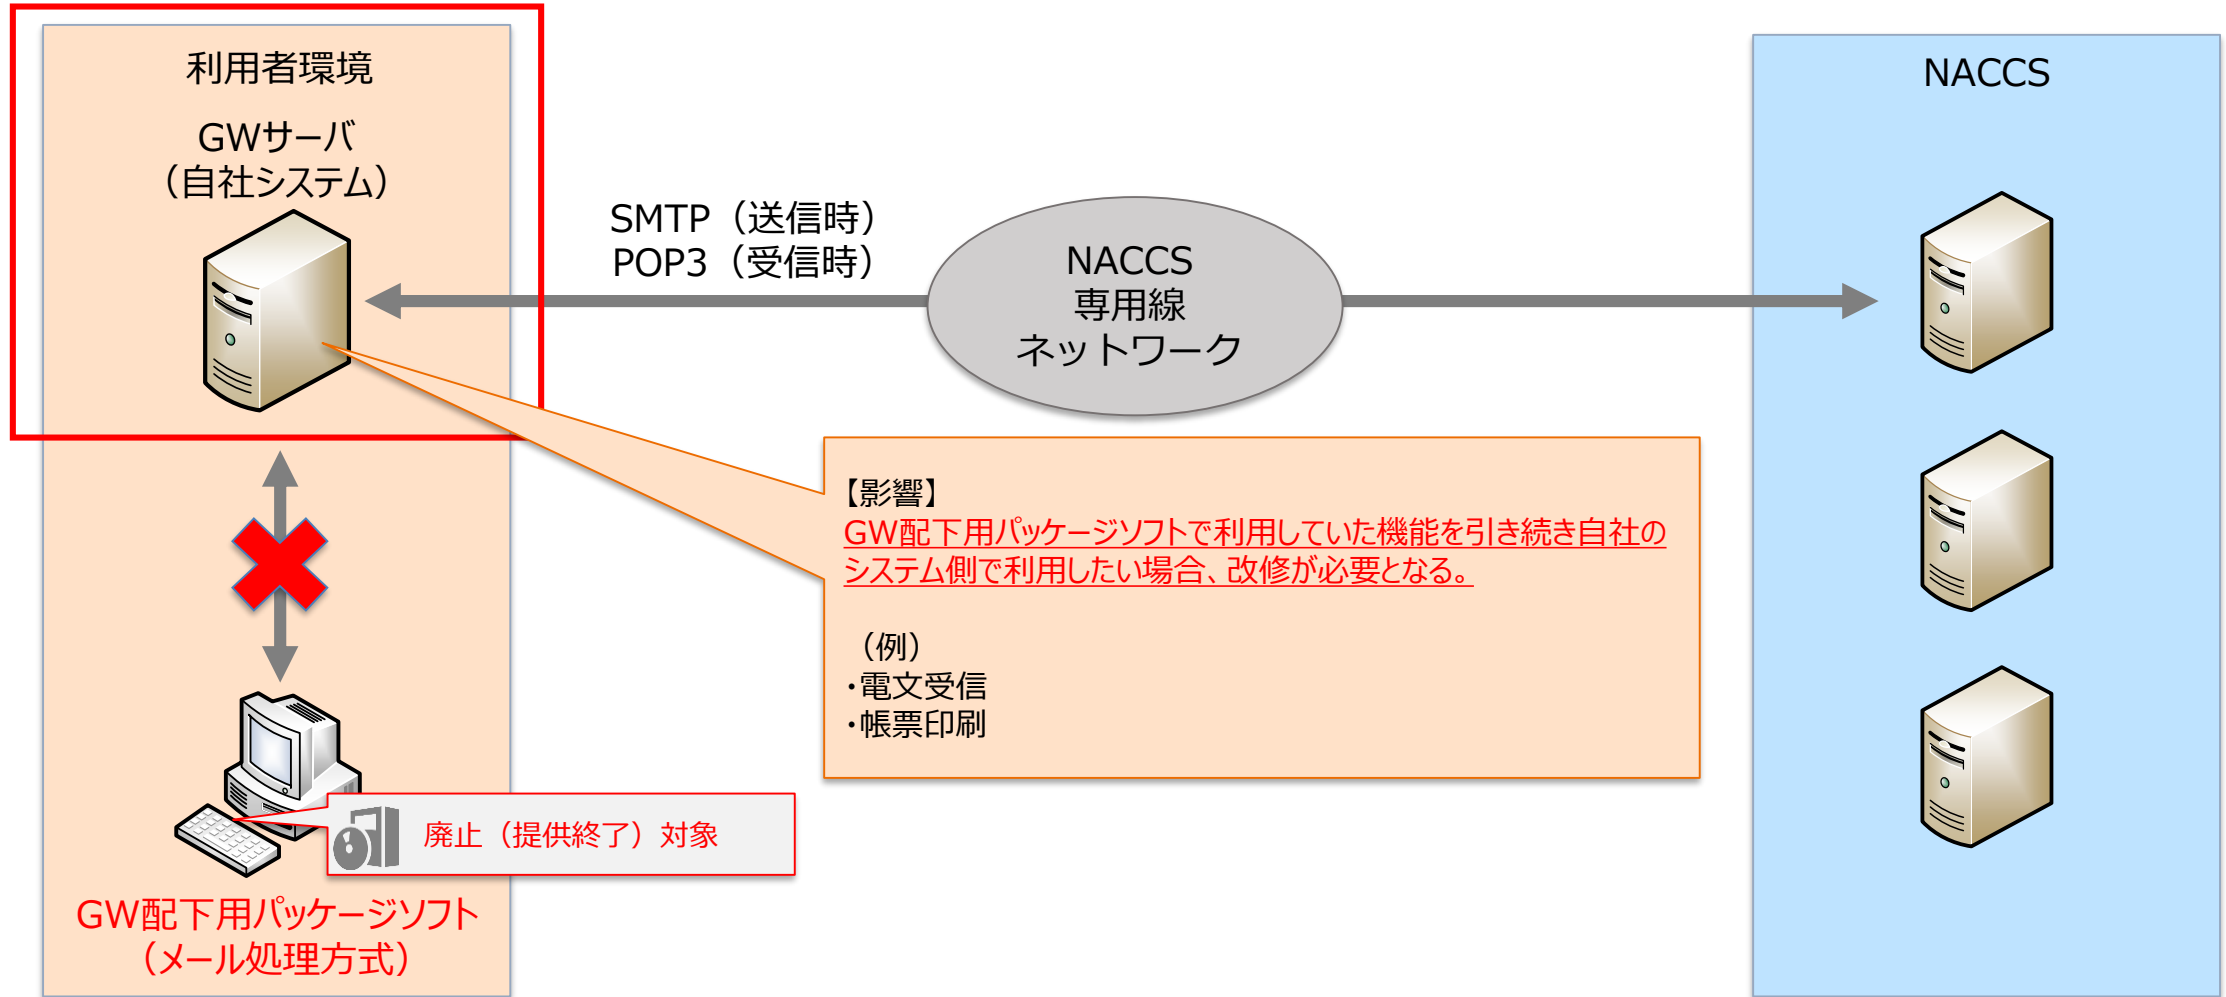 利用者環境
GWサーバ
（自社システム）
SMTP（送信時）
POP3（受信時）
NACCS
専用線
ネットワーク
NACCS
【影響】
GW配下用パッケージソフトで利用していた機能を引き続き自社の
システム側で利用したい場合、改修が必要となる。
（例）
・電文受信
・帳票印刷
廃止（提供終了）対象
GW配下用パッケージソフト
（メール処理方式）